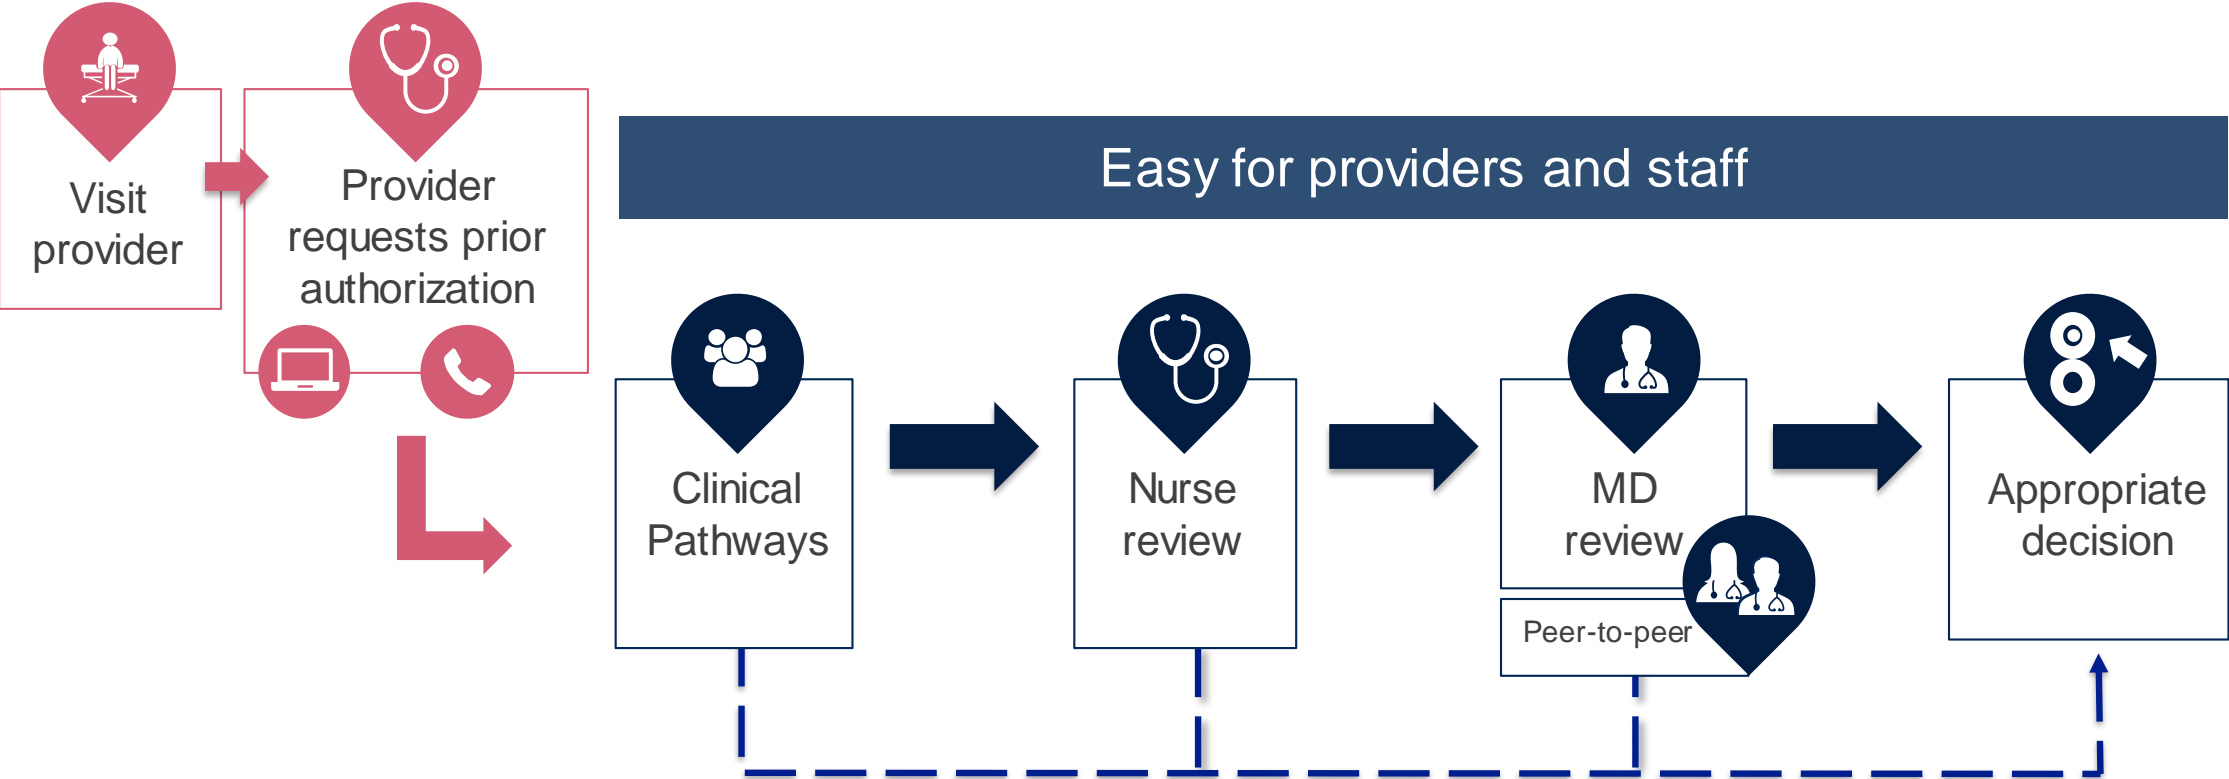 Visit
provider
Provider
requests prior
authorization
Easy for providers and staff
Clinical
Pathways
Nurse
review
MD
review
Peer-to-peer
Appropriate
decision